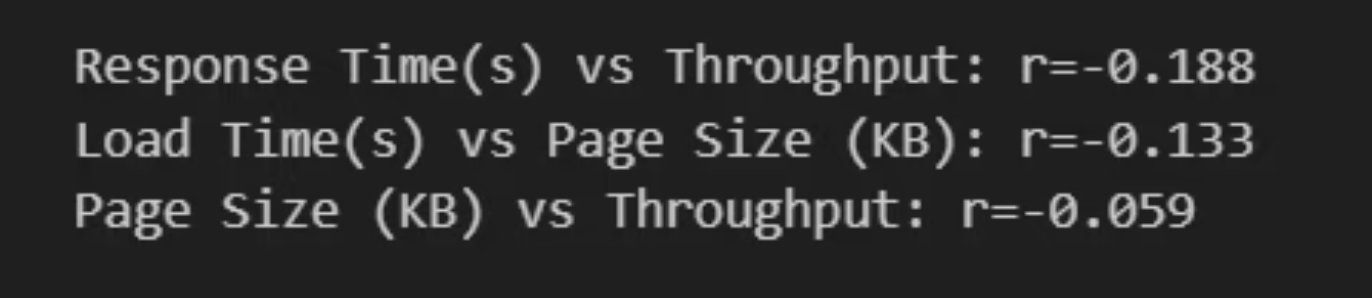 Response Time(s) vs Throughput: r=-0.188
Load Time(s) vs Page Size (KB): r=-0.133
Page Size (KB) vs Throughput: r=-0.059